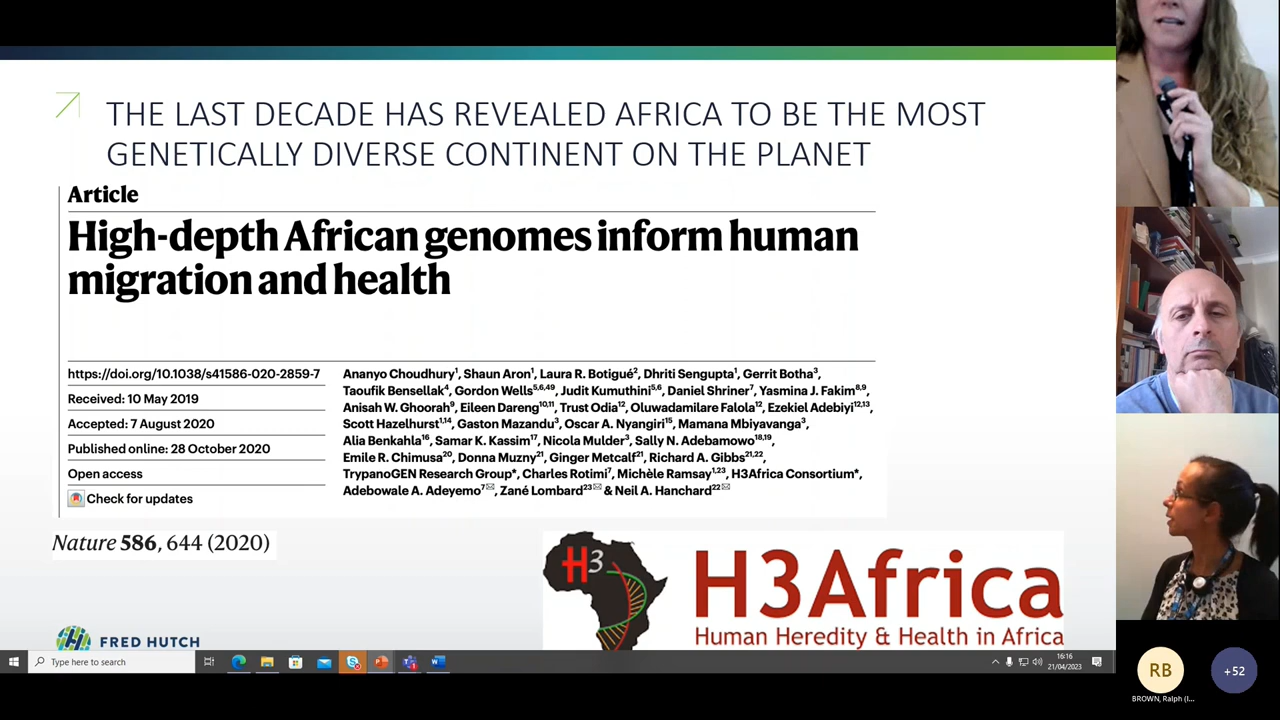 THE LAST DECADE HAS REVEALED AFRICA TO BE THE MOST
GENETICALLY DIVERSE CONTINENT ON THE PLANET
Article
High-depth African genomes inform human
migration and health
https://doi.org/10.1038/s41586-020-2859-7
Received: 10 May 2019
Accepted: 7 August 2020
Published online: 28 October 2020
Open access
Check for updates
Ananyo Choudhury1, Shaun Aron1, Laura R. Botigué2, Dhriti Sengupta1, Gerrit Botha3,
Taoufik Bensellak4, Gordon Wells5,6,49, Judit Kumuthini5,6, Daniel Shriner7, Yasmina J. Fakim8,9,
Anisah W. Ghoorah9, Eileen Dareng10,11, Trust Odia12, Oluwadamilare Falola12, Ezekiel Adebiyi12,13,
Scott Hazelhurst1,14, Gaston Mazandu3, Oscar A. Nyangiri15, Mamana Mbiyavanga3,
Alia Benkahla16, Samar K. Kassim17, Nicola Mulder3, Sally N. Adebamowo18,19,
Emile R. Chimusa20, Donna Muzny21, Ginger Metcalf21, Richard A. Gibbs21,22,
TrypanoGEN Research Group*, Charles Rotimi7, Michèle Ramsay1,23, H3Africa Consortium*,
Adebowale A. Adeyemo7✉, Zané Lombard23✉ & Neil A. Hanchard22✉
Nature 586, 644 (2020)
H3
H3Africa
Human Heredity & Health in Africa
FRED HUTCH
Type here to search
16:16
21/04/2023
RB
BROWN, Ralph (I...
+52